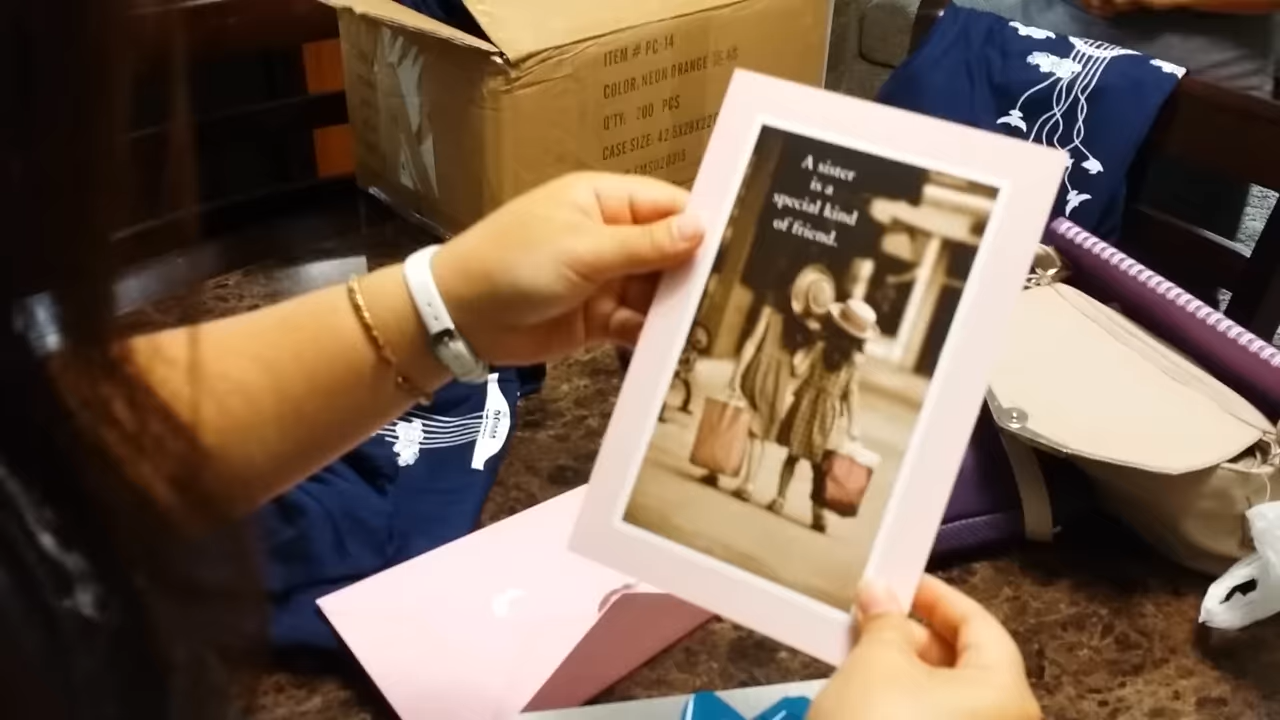 ITEM # PC-14
COLOR. NEON ORANGE
Q'TY: 200 PCS
CASE SIZE:
A sister
is a
special kind
of friend.